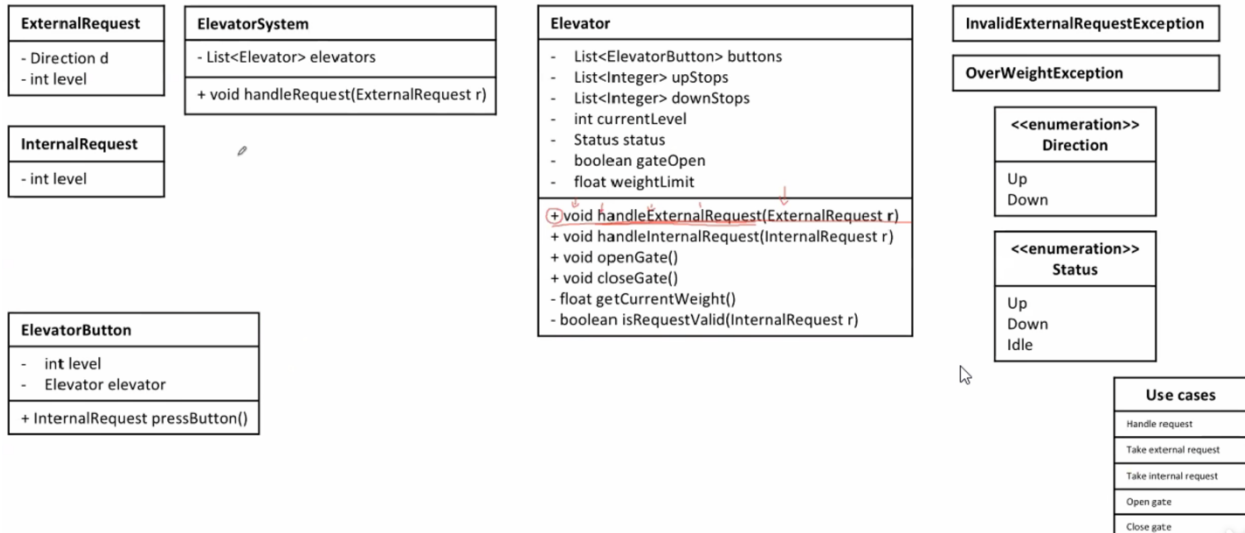 ExternalRequest
- Direction d
- int level
InternalRequest
- int level
ElevatorSystem
- List<Elevator> elevators
+ void handleRequest(ExternalRequest r)
ElevatorButton
- int level
- Elevator elevator
+ InternalRequest pressButton()
Elevator
- List<ElevatorButton> buttons
- List<Integer> upStops
- List<Integer> downStops
- int currentLevel
- Status status
- boolean gateOpen
- float weightLimit
+ void handleExternalRequest(ExternalRequest r)
+ void handleInternalRequest(InternalRequest r)
+ void openGate()
+ void closeGate()
- float getCurrentWeight()
- boolean isRequestValid(InternalRequest r)
InvalidExternalRequestException
OverWeightException
<<enumeration>>
Direction
Up
Down
<<enumeration>>
Status
Up
Down
Idle
Use cases
Handle request
Take external request
Take internal request
Open gate
Close gate